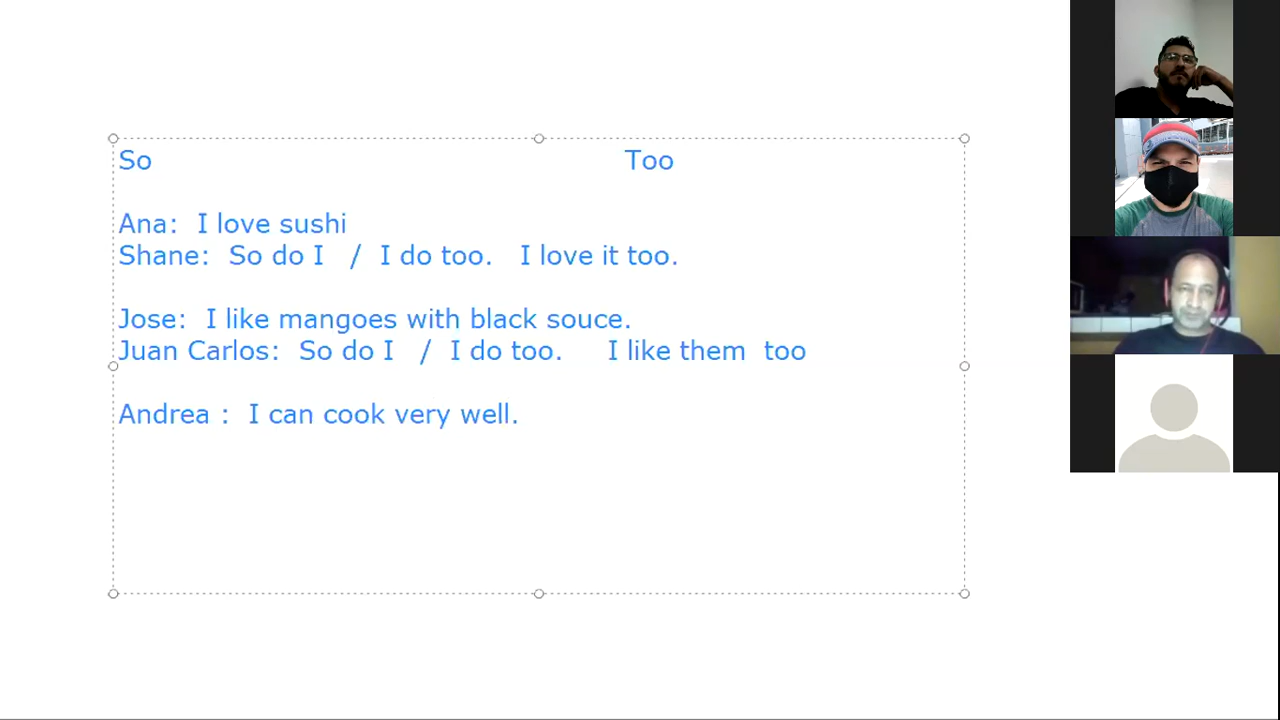 So Too
Ana: I love sushi
Shane: So do I / I do too. I love it too.
Jose: I like mangoes with black souce.
Juan Carlos: So do I / I do too. I like them too
Andrea : I can cook very well.